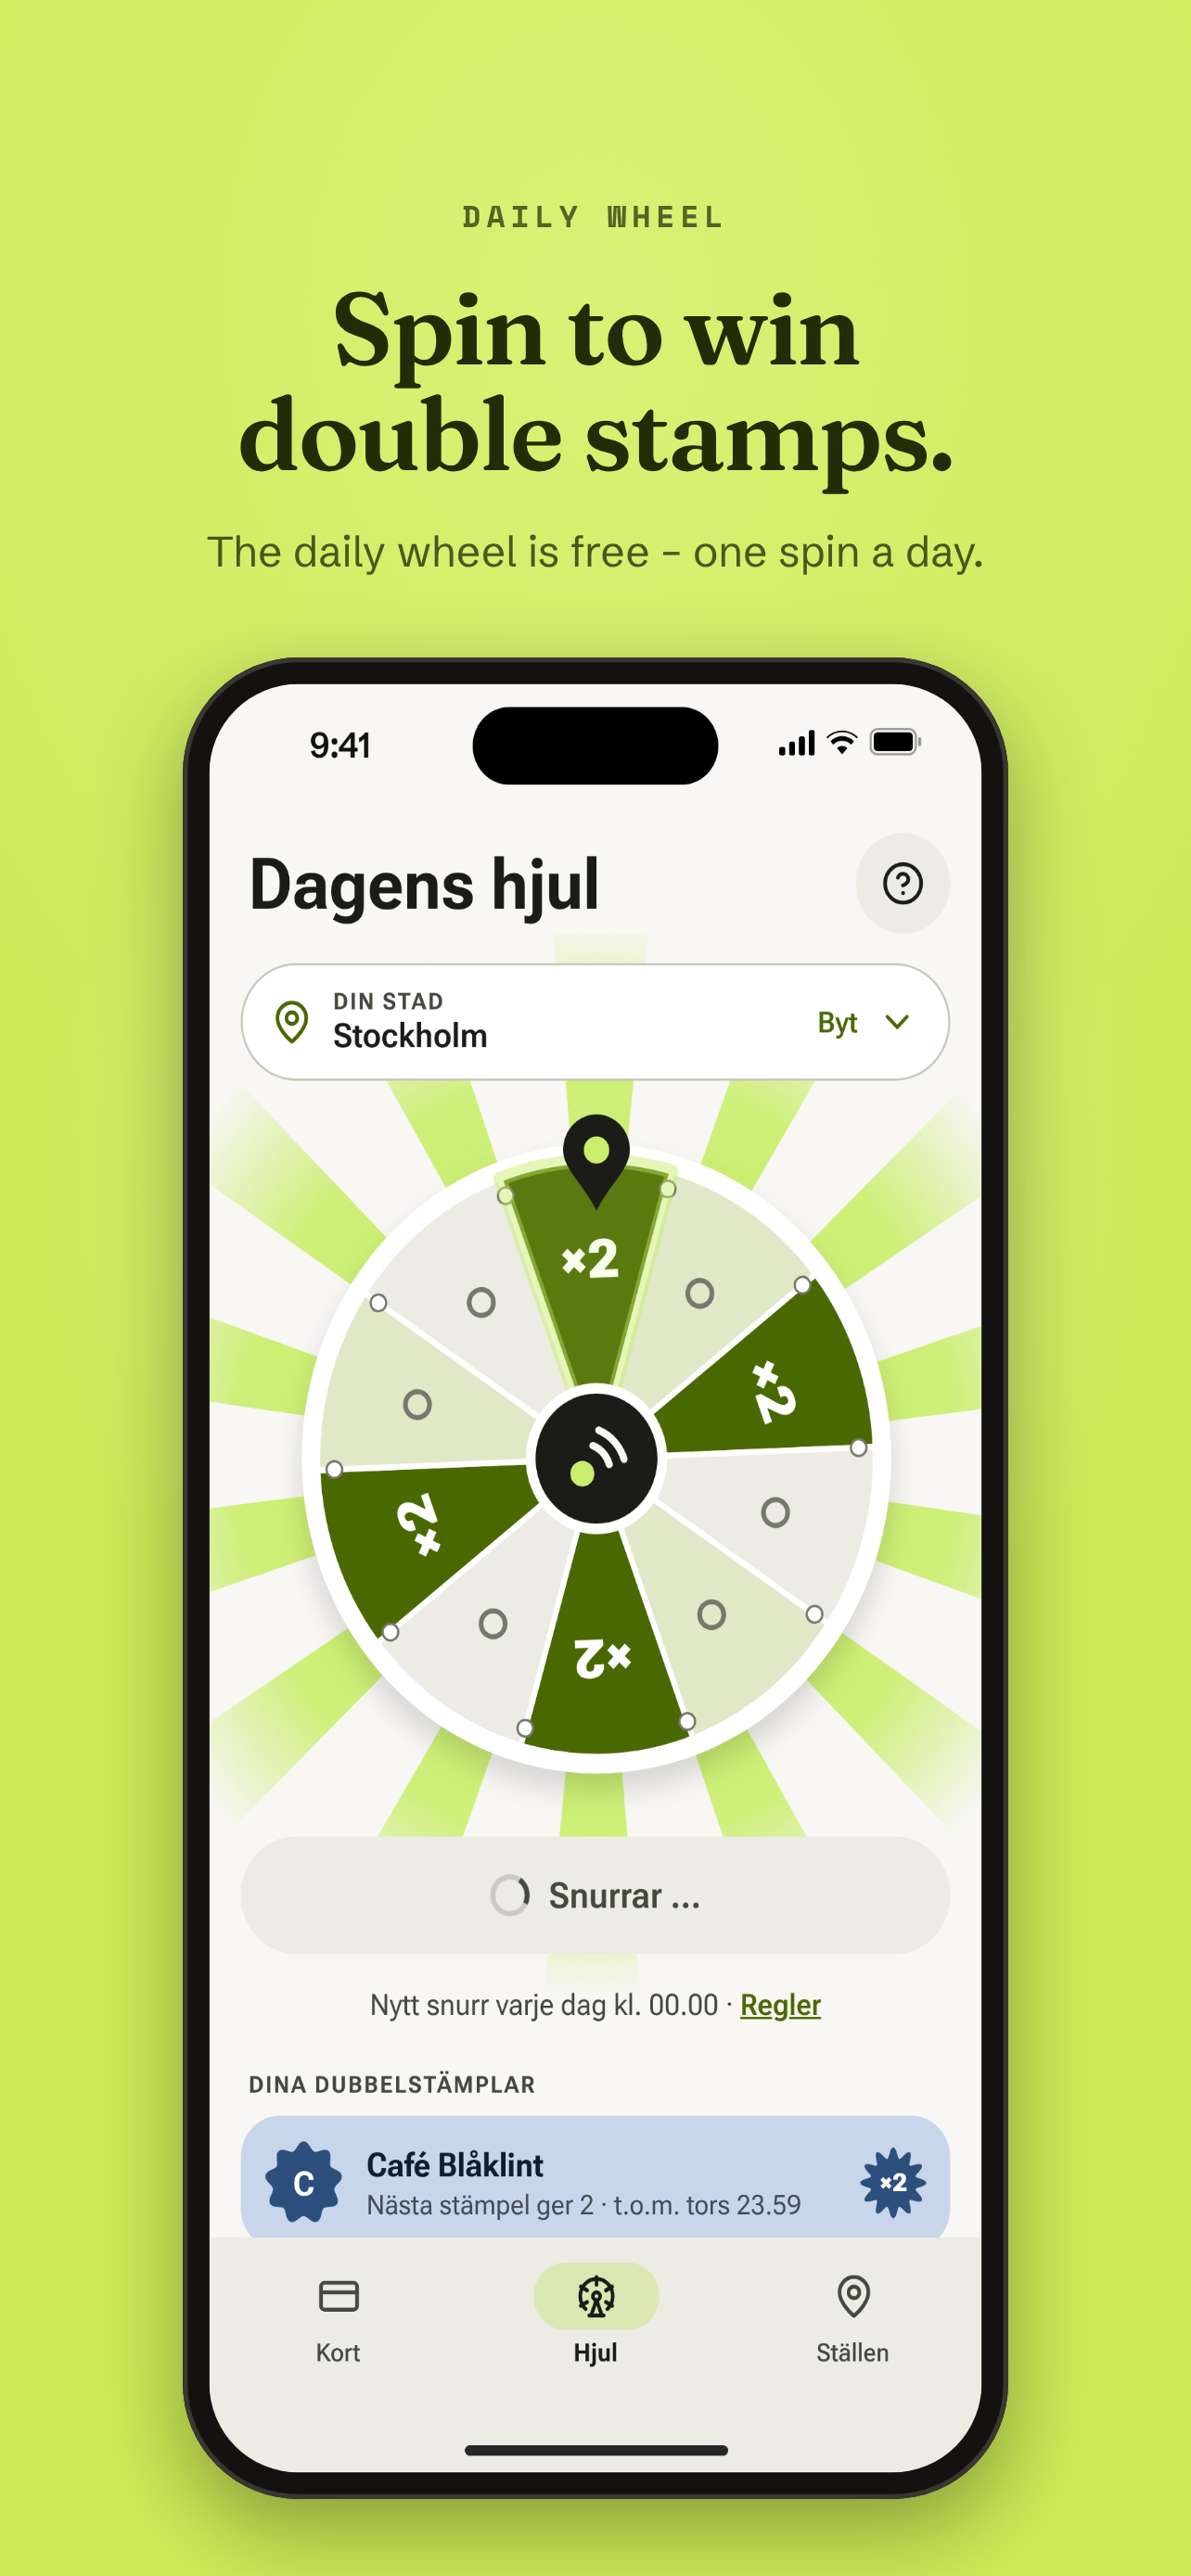 DAILY WHEEL
Spin to win
double stamps.
The daily wheel is free – one spin a day.
9:41
Dagens hjul
?
DIN STAD
Stockholm
Byt
×2
×2
×2
×2
Snurrar ...
Nytt snurr varje dag kl. 00.00 · Regler
DINA DUBBELSTÄMPLAR
C
Café Blåklint
Nästa stämpel ger 2 · t.o.m. tors 23.59
×2
Kort
Hjul
Ställen